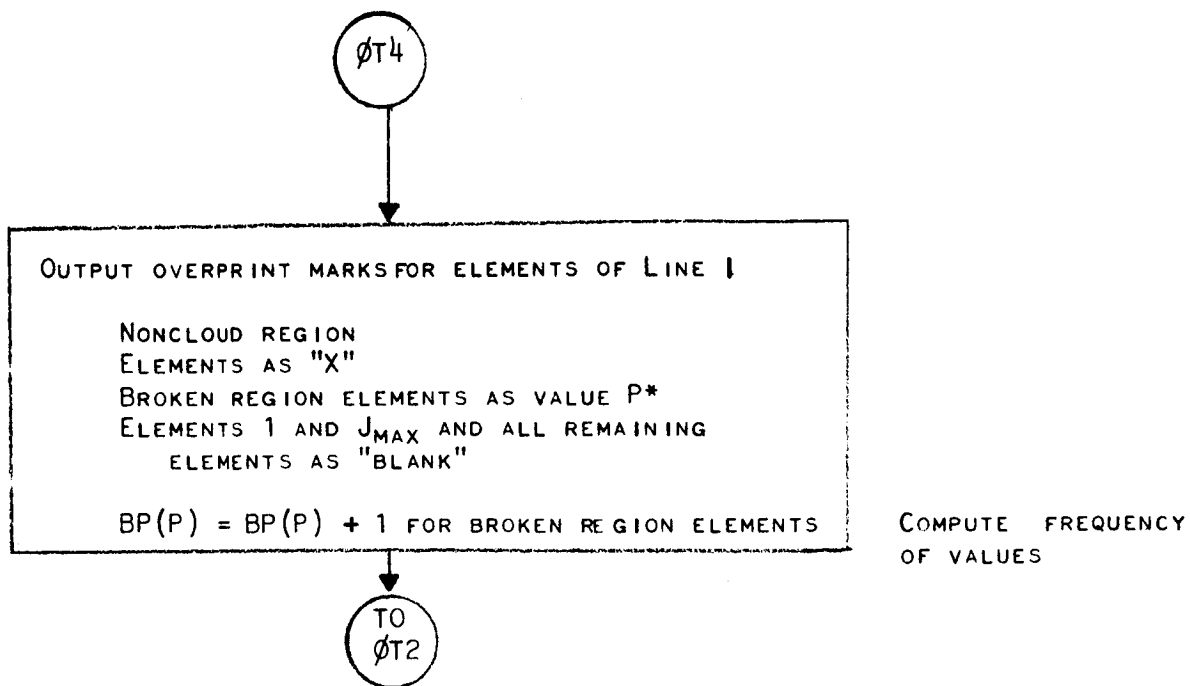 ØT4
OUTPUT OVERPRINT MARKS FOR ELEMENTS OF LINE I
NONCLOUD REGION
ELEMENTS AS "X"
BROKEN REGION ELEMENTS AS VALUE P*
ELEMENTS 1 AND JMAX AND ALL REMAINING
ELEMENTS AS "BLANK"
BP(P) = BP(P) + 1 FOR BROKEN REGION ELEMENTS
COMPUTE FREQUENCY
OF VALUES
TO
ØT2